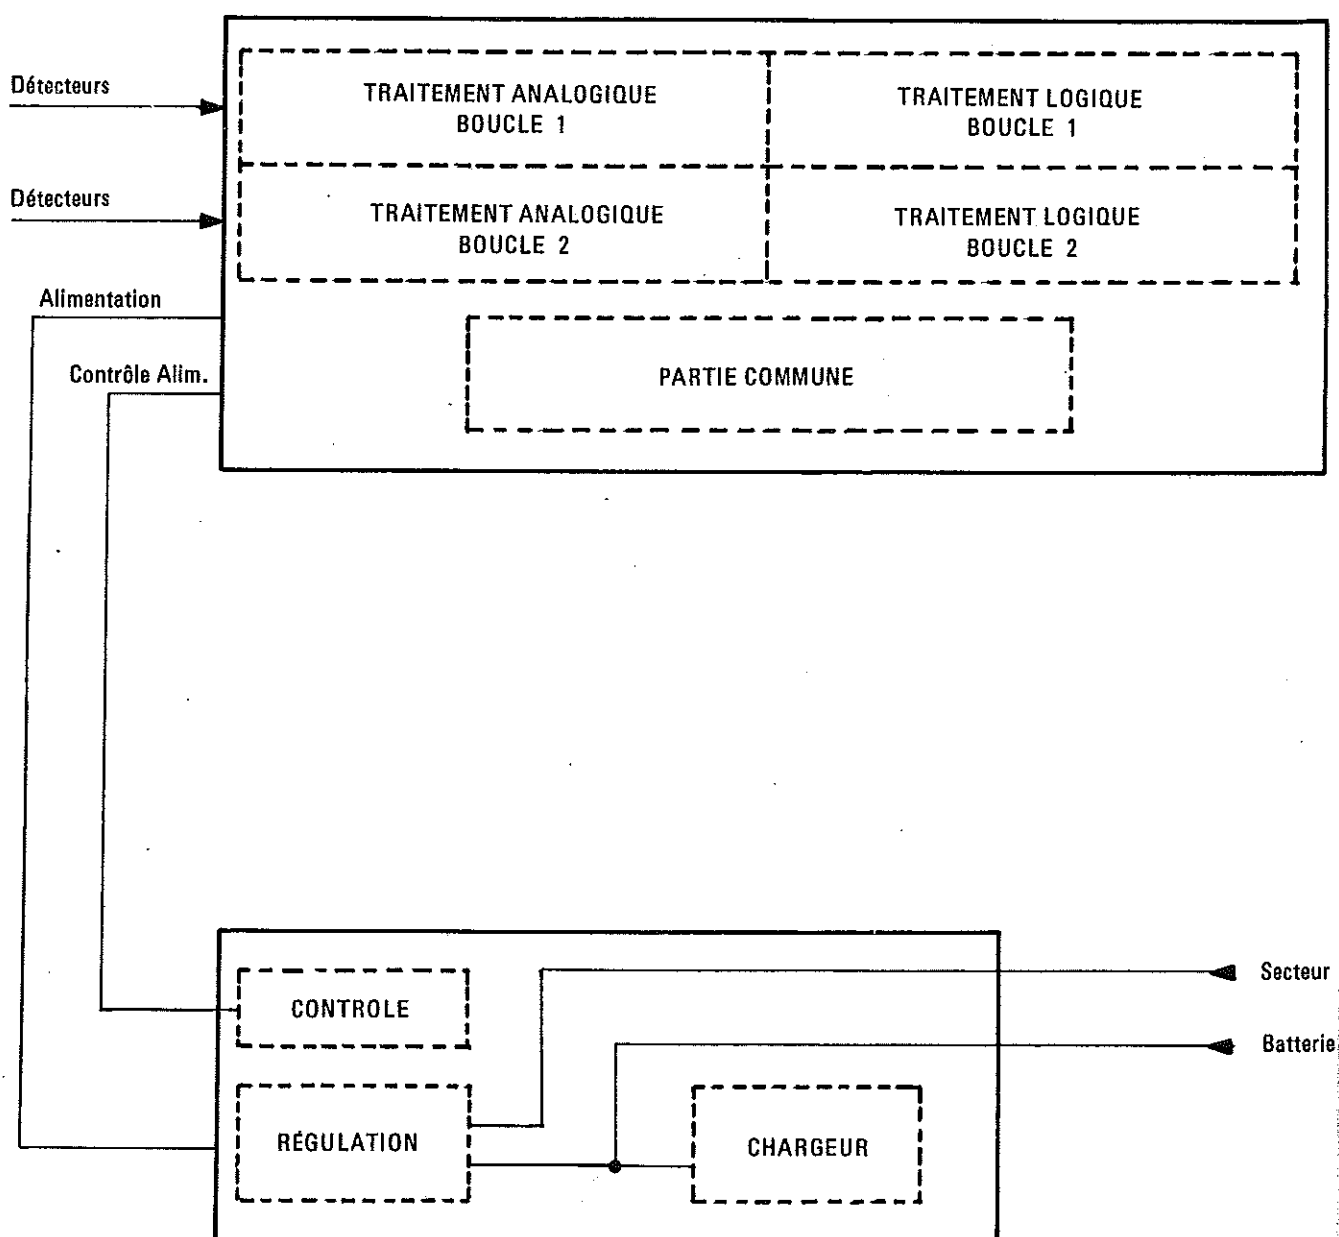 Détecteurs
TRAITEMENT ANALOGIQUE
BOUCLE 1
TRAITEMENT LOGIQUE
BOUCLE 1
Détecteurs
TRAITEMENT ANALOGIQUE
BOUCLE 2
TRAITEMENT LOGIQUE
BOUCLE 2
Alimentation
Contrôle Alim.
PARTIE COMMUNE
CONTROLE
Secteur
Batterie
RÉGULATION
CHARGEUR